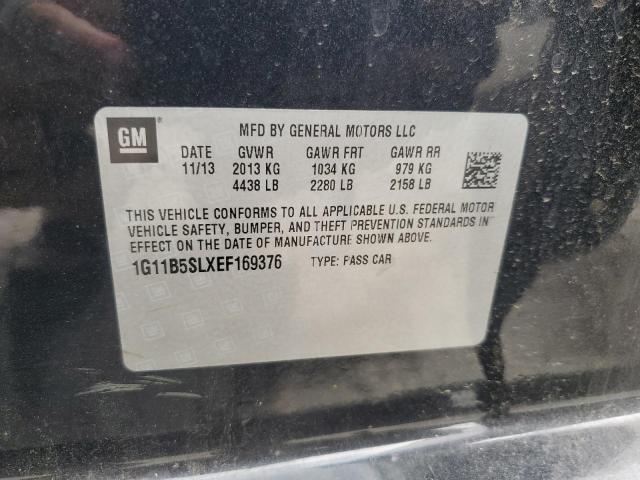 GM
MFD BY GENERAL MOTORS LLC
DATE GVWR GAWR FRT GAWR RR
11/13 2013 KG 1034 KG 979 KG
4438 LB 2280 LB 2158 LB
THIS VEHICLE CONFORMS TO ALL APPLICABLE U.S. FEDERAL MOTOR
VEHICLE SAFETY, BUMPER, AND THEFT PREVENTION STANDARDS IN
EFFECT ON THE DATE OF MANUFACTURE SHOWN ABOVE.
1G11B5SLXEF169376 TYPE: PASS CAR